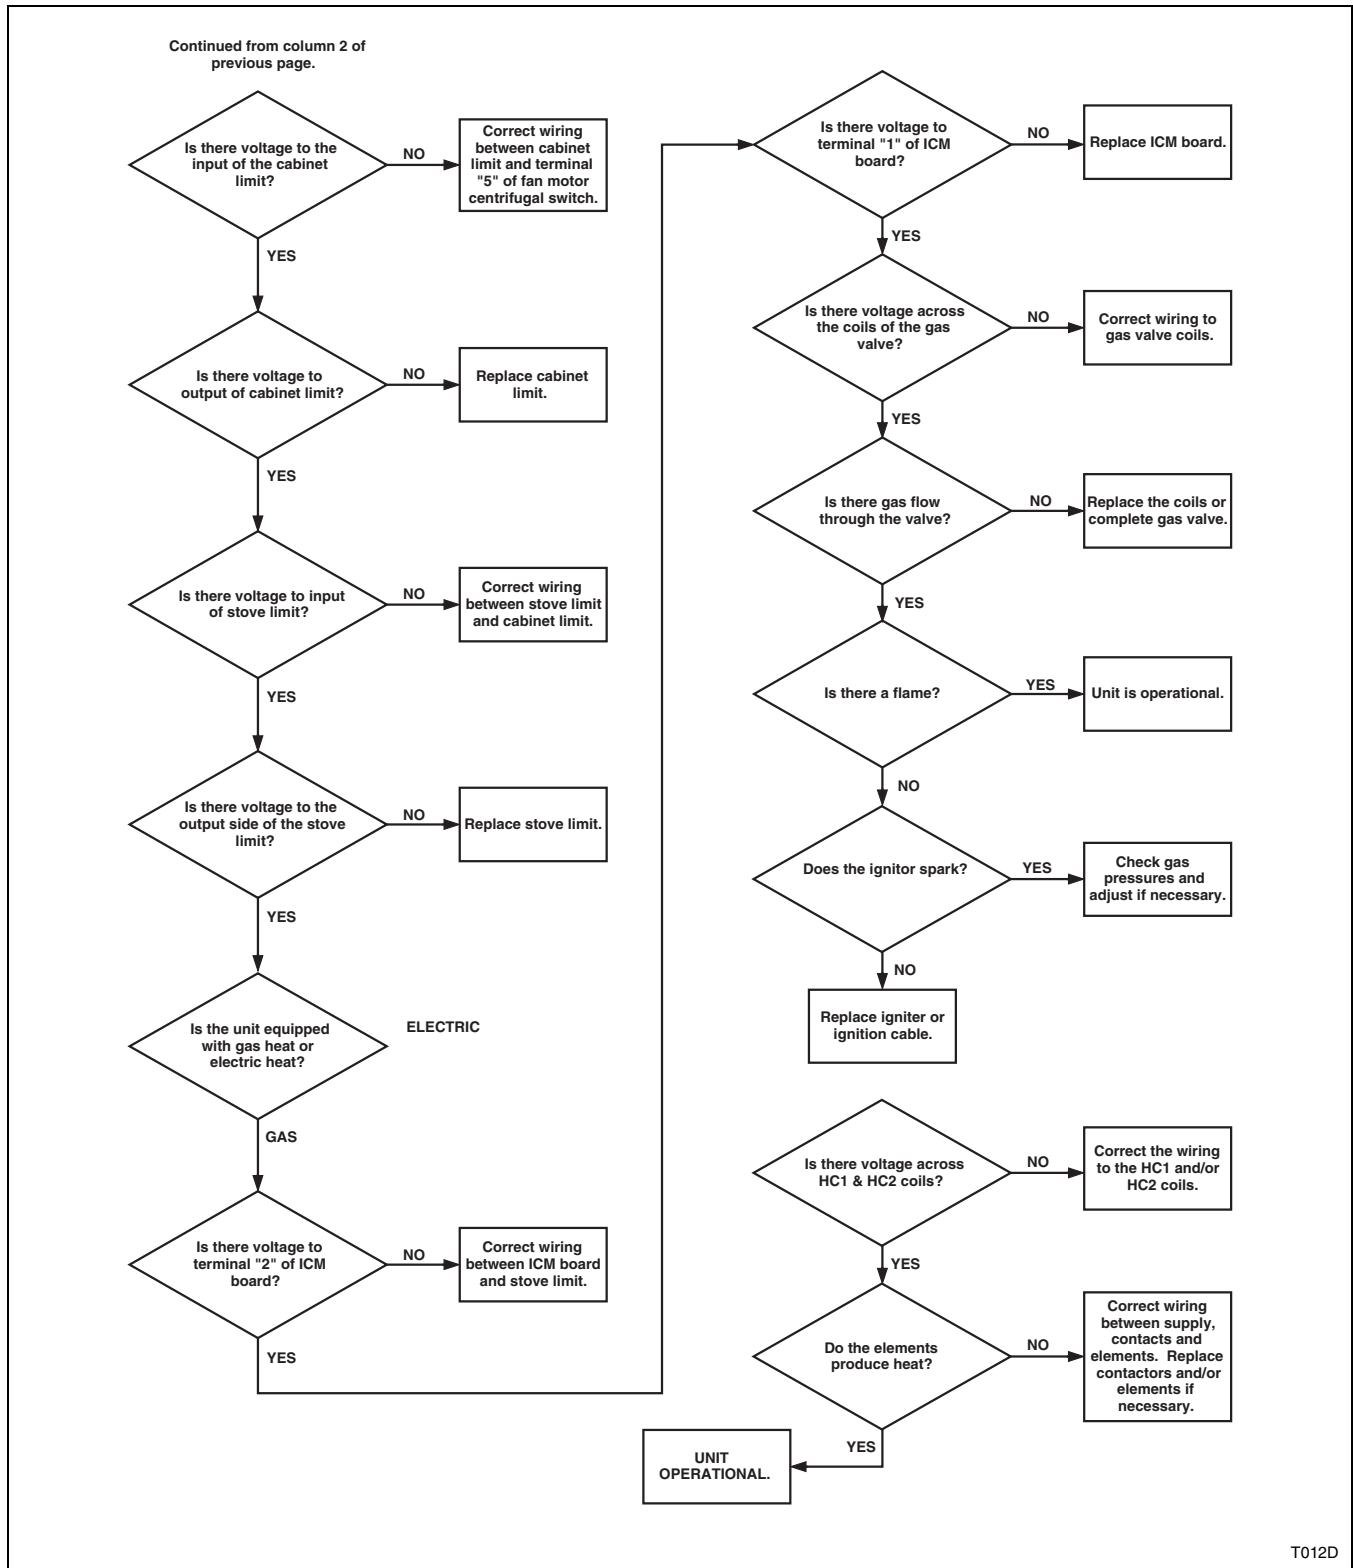 Continued from column 2 of
previous page.
Is there voltage to the
input of the cabinet
limit?
NO
Correct wiring
between cabinet
limit and terminal
"5" of fan motor
centrifugal switch.
YES
Is there voltage to
output of cabinet limit?
NO
Replace cabinet
limit.
YES
Is there voltage to input
of stove limit?
NO
Correct wiring
between stove limit
and cabinet limit.
YES
Is there voltage to the
output side of the stove
limit?
NO
Replace stove limit.
YES
Is the unit equipped
with gas heat or
electric heat?
ELECTRIC
GAS
Is there voltage to
terminal "2" of ICM
board?
NO
Correct wiring
between ICM board
and stove limit.
YES
Is there voltage to
terminal "1" of ICM
board?
NO
Replace ICM board.
YES
Is there voltage across
the coils of the gas
valve?
NO
Correct wiring to
gas valve coils.
YES
Is there gas flow
through the valve?
NO
Replace the coils or
complete gas valve.
YES
Is there a flame?
YES
Unit is operational.
NO
Does the ignitor spark?
YES
Check gas
pressures and
adjust if necessary.
NO
Replace igniter or
ignition cable.
Is there voltage across
HC1 & HC2 coils?
NO
Correct the wiring
to the HC1 and/or
HC2 coils.
YES
Do the elements
produce heat?
NO
Correct wiring
between supply,
contacts and
elements. Replace
contactors and/or
elements if
necessary.
YES
UNIT
OPERATIONAL.
T012D